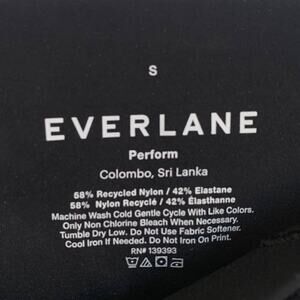 S
EVERLANE
Perform
Colombo, Sri Lanka
58% Recycled Nylon / 42% Elastane
58% Nylon Recyclé / 42% Élasthanne
Machine Wash Cold Gentle Cycle With Like Colors.
Only Non Chlorine Bleach When Necessary.
Tumble Dry Low. Do Not Use Fabric Softener.
Cool Iron If Needed. Do Not Iron On Print.
RN# 139393